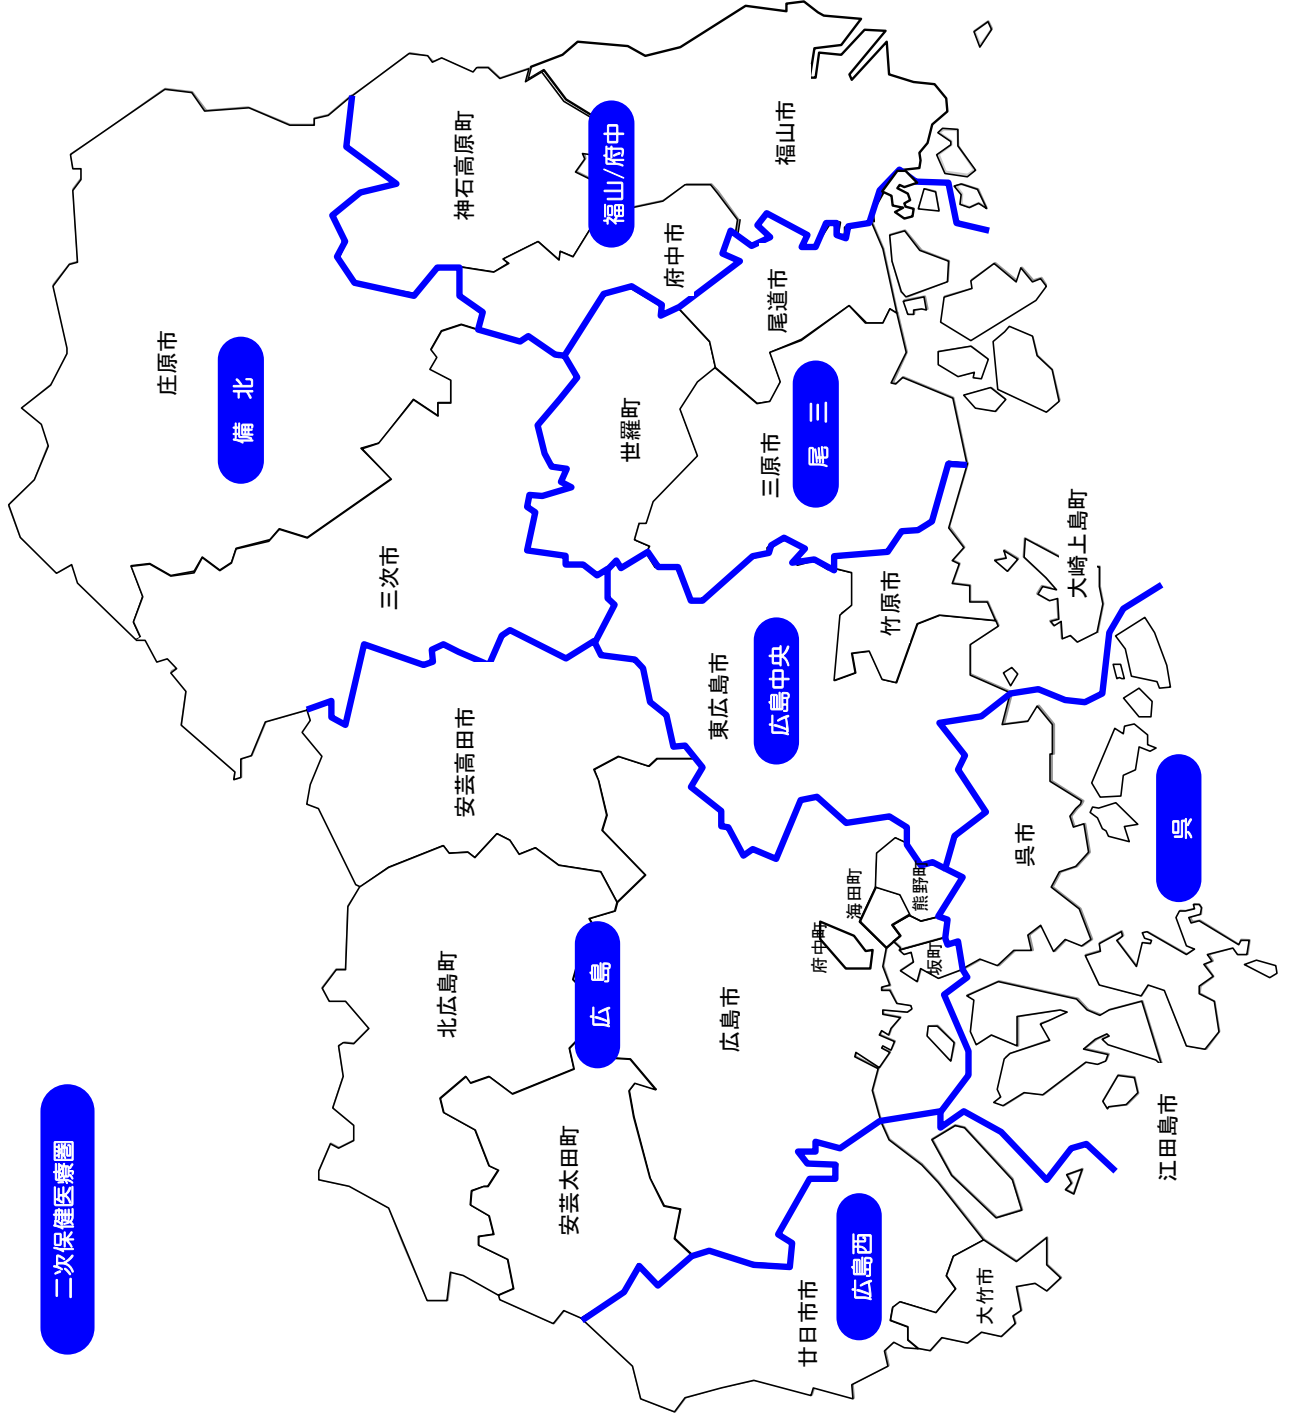 二次保健医療圏
庄原市
備 北
三次市
神石高原町
福山/府中
福山市
府中市
尾道市
世羅町
三原市
尾 三
大崎上島町
竹原市
東広島市
広島中央
安芸高田市
北広島町
広 島
広島市
安芸太田町
府中町
海田町
熊野町
坂町
呉市
呉
江田島市
廿日市市
広島西
大竹市